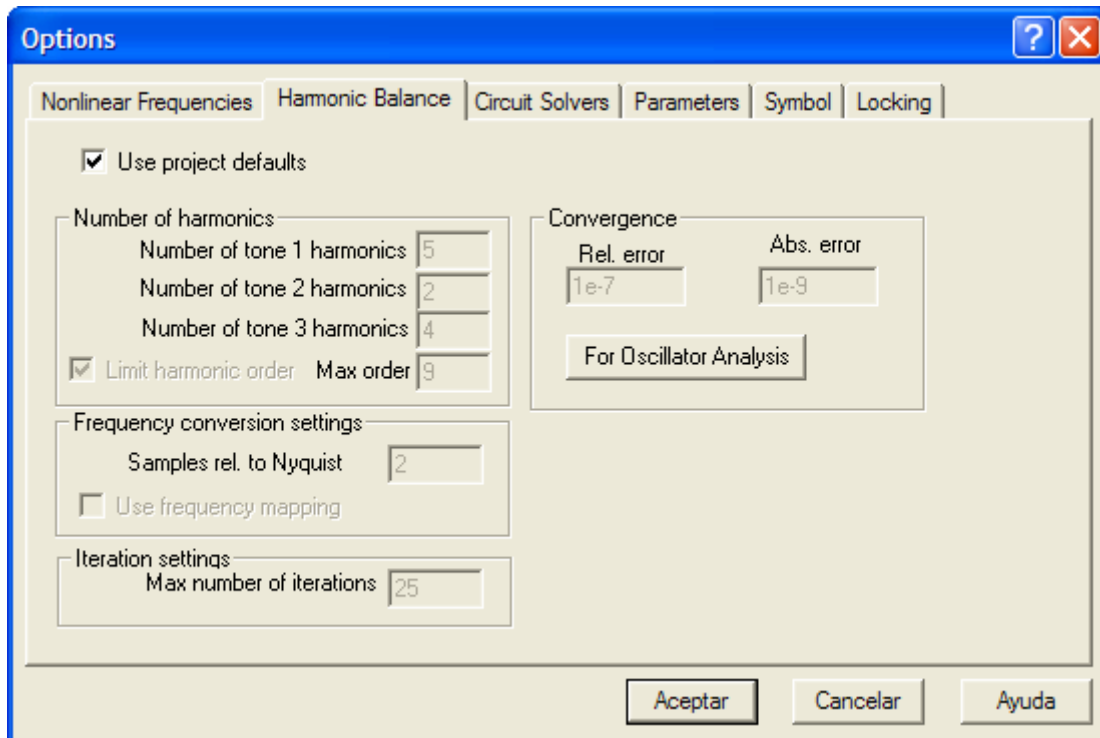 Options
Nonlinear Frequencies Harmonic Balance Circuit Solvers Parameters Symbol Locking
Use project defaults
Number of harmonics
Number of tone 1 harmonics 5
Number of tone 2 harmonics 2
Number of tone 3 harmonics 4
Limit harmonic order Max order 9
Convergence
Rel. error Abs. error
1e-7 1e-9
For Oscillator Analysis
Frequency conversion settings
Samples rel. to Nyquist 2
Use frequency mapping
Iteration settings
Max number of iterations 25
Aceptar Cancelar Ayuda